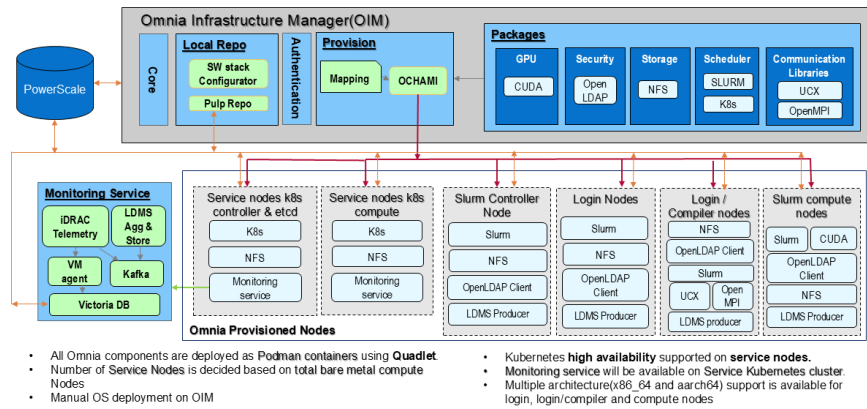 Omnia Infrastructure Manager(OIM)
PowerScale
Core
Local Repo
SW stack
Configurator
Pulp Repo
Authentication
Provision
Mapping
OCHAMI
Packages
GPU
CUDA
Security
Open
LDAP
Storage
NFS
Scheduler
SLURM
K8s
Communication
Libraries
UCX
OpenMPI
Monitoring Service
iDRAC
Telemetry
LDMS
Agg &
Store
VM
agent
Kafka
Victoria DB
Service nodes k8s
controller & etcd
K8s
NFS
Monitoring
service
Service nodes k8s
compute
K8s
NFS
Monitoring
service
Slurm Controller
Node
Slurm
NFS
OpenLDAP Client
LDMS Producer
Login Nodes
Slurm
NFS
OpenLDAP
Client
LDMS Producer
Login /
Compiler nodes
NFS
OpenLDAP Client
Slurm
UCX
Open
MPI
LDMS producer
Slurm compute
nodes
Slurm
CUDA
OpenLDAP
Client
NFS
LDMS Producer
Omnia Provisioned Nodes
• All Omnia components are deployed as Podman containers using Quadlet.
• Number of Service Nodes is decided based on total bare metal compute
Nodes
• Manual OS deployment on OIM
• Kubernetes high availability supported on service nodes.
• Monitoring service will be available on Service Kubernetes cluster.
• Multiple architecture(x86_64 and aarch64) support is available for
login, login/compiler and compute nodes